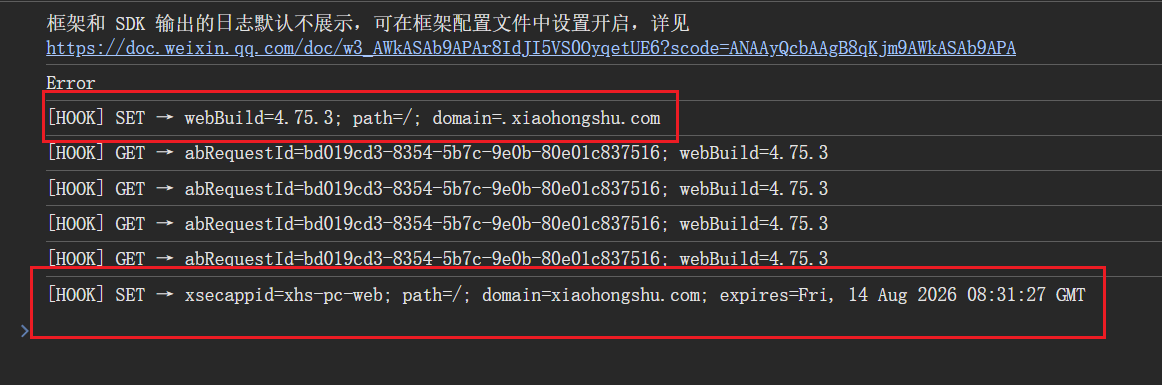 框架和 SDK 输出的日志默认不展示，可在框架配置文件中设置开启，详见
https://doc.weixin.qq.com/doc/w3_AWkASAb9APAr8IdJI5VSOOyqetUE6?scode=ANAAyQcbAAgB8qKjm9AWkASAb9APA
Error
[HOOK] SET → webBuild=4.75.3; path=/; domain=.xiaohongshu.com
[HOOK] GET → abRequestId=bd019cd3-8354-5b7c-9e0b-80e01c837516; webBuild=4.75.3
[HOOK] GET → abRequestId=bd019cd3-8354-5b7c-9e0b-80e01c837516; webBuild=4.75.3
[HOOK] GET → abRequestId=bd019cd3-8354-5b7c-9e0b-80e01c837516; webBuild=4.75.3
[HOOK] GET → abRequestId=bd019cd3-8354-5b7c-9e0b-80e01c837516; webBuild=4.75.3
[HOOK] SET → xsecappid=xhs-pc-web; path=/; domain=xiaohongshu.com; expires=Fri, 14 Aug 2026 08:31:27 GMT